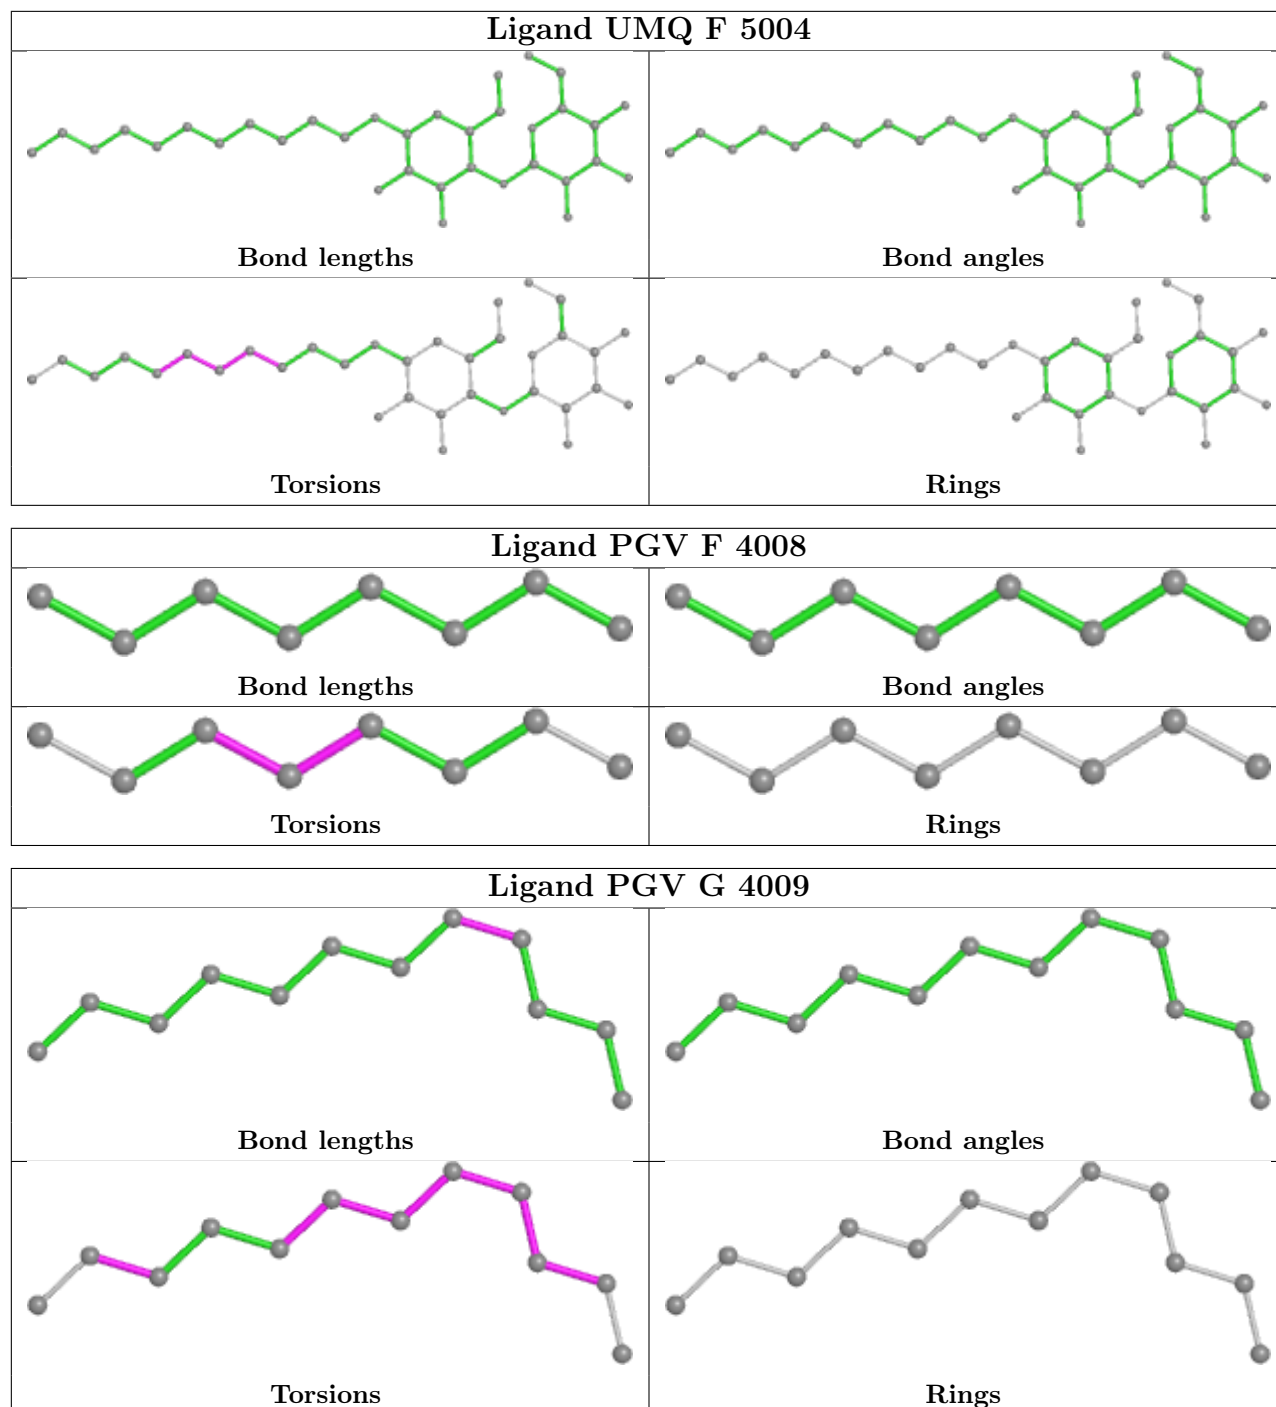 Ligand UMQ F 5004
Bond lengths
Bond angles
Torsions
Rings
Ligand PGV F 4008
Bond lengths
Bond angles
Torsions
Rings
Ligand PGV G 4009
Bond lengths
Bond angles
Torsions
Rings